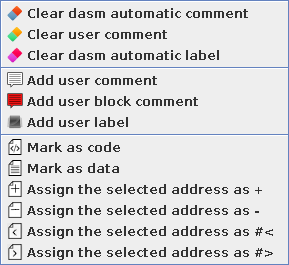 Clear dasm automatic comment
Clear user comment
Clear dasm automatic label
Add user comment
Add user block comment
Add user label
Mark as code
Mark as data
Assign the selected address as +
Assign the selected address as -
Assign the selected address as #<
Assign the selected address as #>